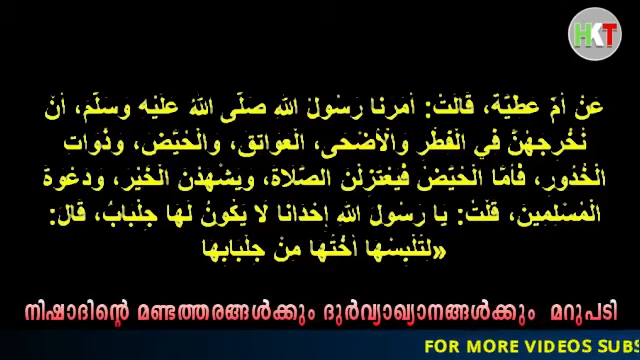 HKT
عَنْ أُمِّ عَطِيَّةَ، قَالَتْ: أَمَرَنَا رَسُولُ اللهِ صَلَّى اللهُ عَلَيْهِ وَسَلَّمَ، أَنْ
نُخْرِجَهُنَّ فِي الْفِطْرِ وَالْأَضْحَى، الْعَوَاتِقَ، وَالْحُيَّضَ، وَذَوَاتِ
الْخُدُورِ، فَأَمَّا الْحُيَّضُ فَيَعْتَزِلْنَ الصَّلَاةَ، وَيَشْهَدْنَ الْخَيْرَ، وَدَعْوَةَ
الْمُسْلِمِينَ، قُلْتُ: يَا رَسُولَ اللهِ إِحْدَانَا لَا يَكُونُ لَهَا جِلْبَابٌ، قَالَ:
«لِتُلْبِسْهَا أُخْتُهَا مِنْ جِلْبَابِهَا
നിഷാദിന്റെ മണ്ടത്തരങ്ങൾക്കും ദുർവ്യാഖ്യാനങ്ങൾക്കും മറുപടി
FOR MORE VIDEOS SUBS